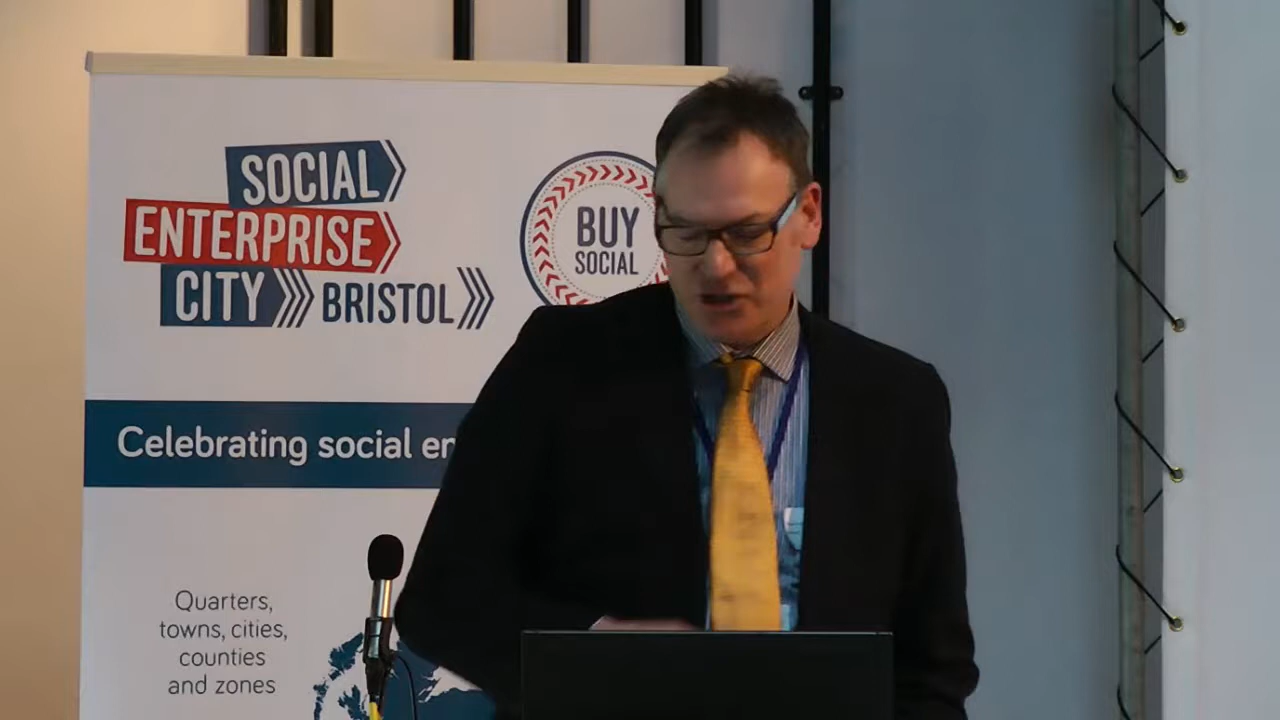 SOCIAL
ENTERPRISE
CITY BRISTOL
BUY
SOCIAL
Celebrating social en
Quarters,
towns, cities,
counties
and zones